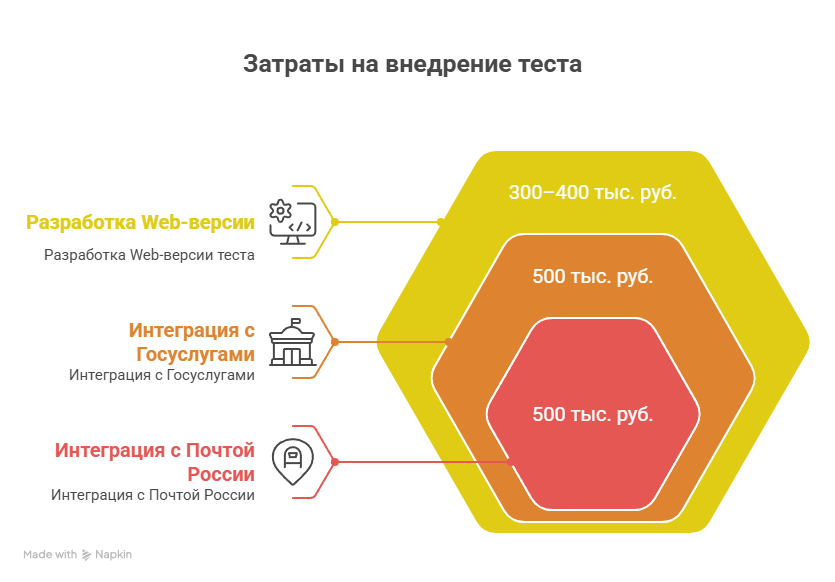 Затраты на внедрение теста
300–400 тыс. руб.
Разработка Web-версии
Разработка Web-версии теста
500 тыс. руб.
Интеграция с
Госуслугами
Интеграция с Госуслугами
500 тыс. руб.
Интеграция с Почтой
России
Интеграция с Почтой России
Made with Napkin